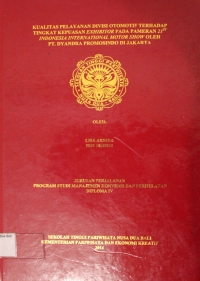 KUALITAS PELAYANAN DIVISI OTOMOTIF TERHADAP
TINGKAT KEPUASAN EXHIBITOR PADA PAMERAN 21ST
INDONESIA INTERNATIONAL MOTOR SHOW OLEH
PT. DYANDRA PROMOSINDO DI JAKARTA
OLEH:
JURUSAN PERJALANAN
PROGRAM STUDI MANAJEMEN KONVENSI DAN PERHELATAN
DIPLOMA IV
SEKOLAH TINGGI PARIWISATA NUSA DUA BALI
KEMENTERIAN PARIWISATA DAN EKONOMI KREATIF
2014